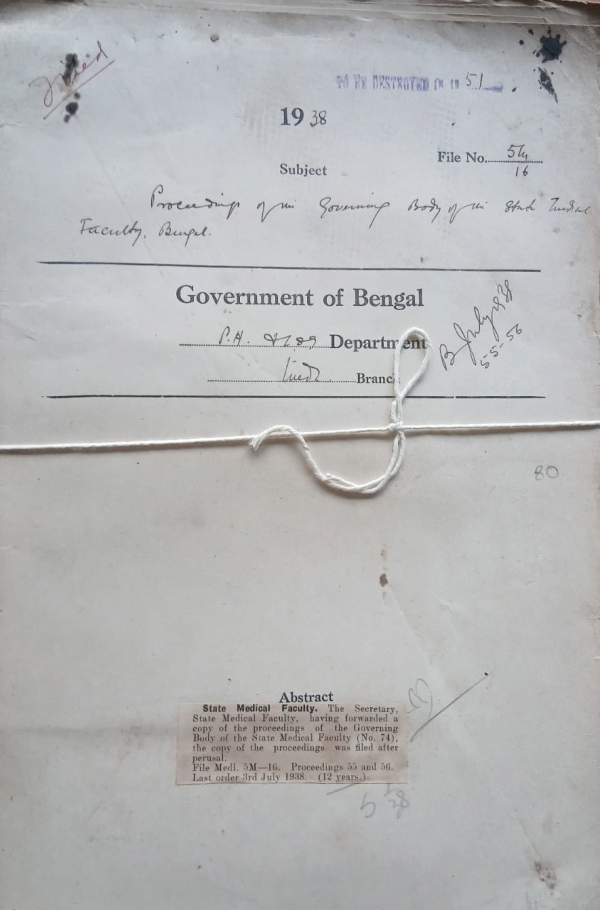 TO BE DESTROYED IN 1951
1938
File No. 5M
16
Subject
Proceedings of the Governing Body of the State Medical
Faculty, Bengal.
Government of Bengal
P.H. & LSG Department
Medl Branch
B July 38
55-56
80
Abstract
State Medical Faculty. The Secretary,
State Medical Faculty, having forwarded a
copy of the proceedings of the Governing
Body of the State Medical Faculty (No. 74),
the copy of the proceedings was filed after
perusal.
File Medl. 5M—16. Proceedings 55 and 56.
Last order 3rd July 1938. (12 years.)